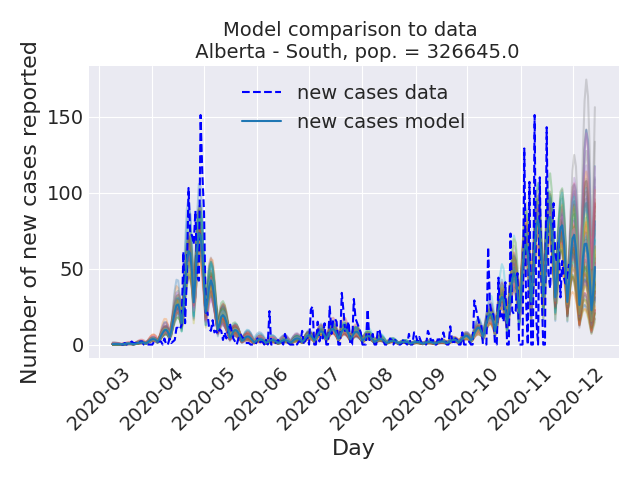 Model comparison to data
Alberta - South, pop. = 326645.0
Number of new cases reported
150
100
50
0
new cases data
new cases model
2020-03
2020-04
2020-05
2020-06
2020-07
2020-08
2020-09
2020-10
2020-11
2020-12
Day